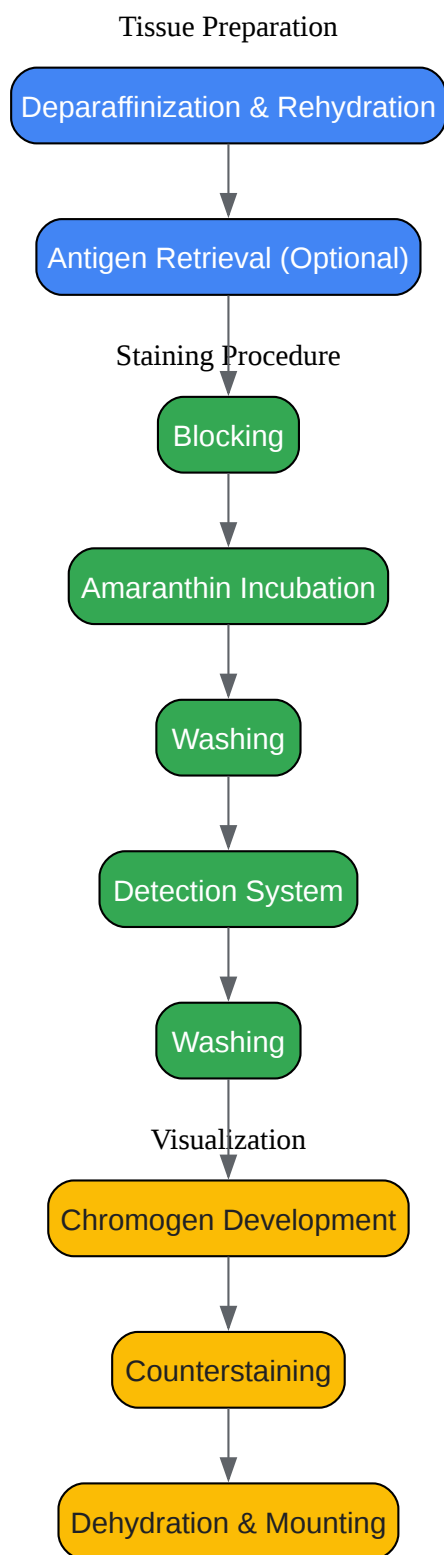 Tissue Preparation
Deparaffinization & Rehydration
Antigen Retrieval (Optional)
Staining Procedure
Blocking
Amaranthin Incubation
Washing
Detection System
Washing
Visualization
Chromogen Development
Counterstaining
Dehydration & Mounting